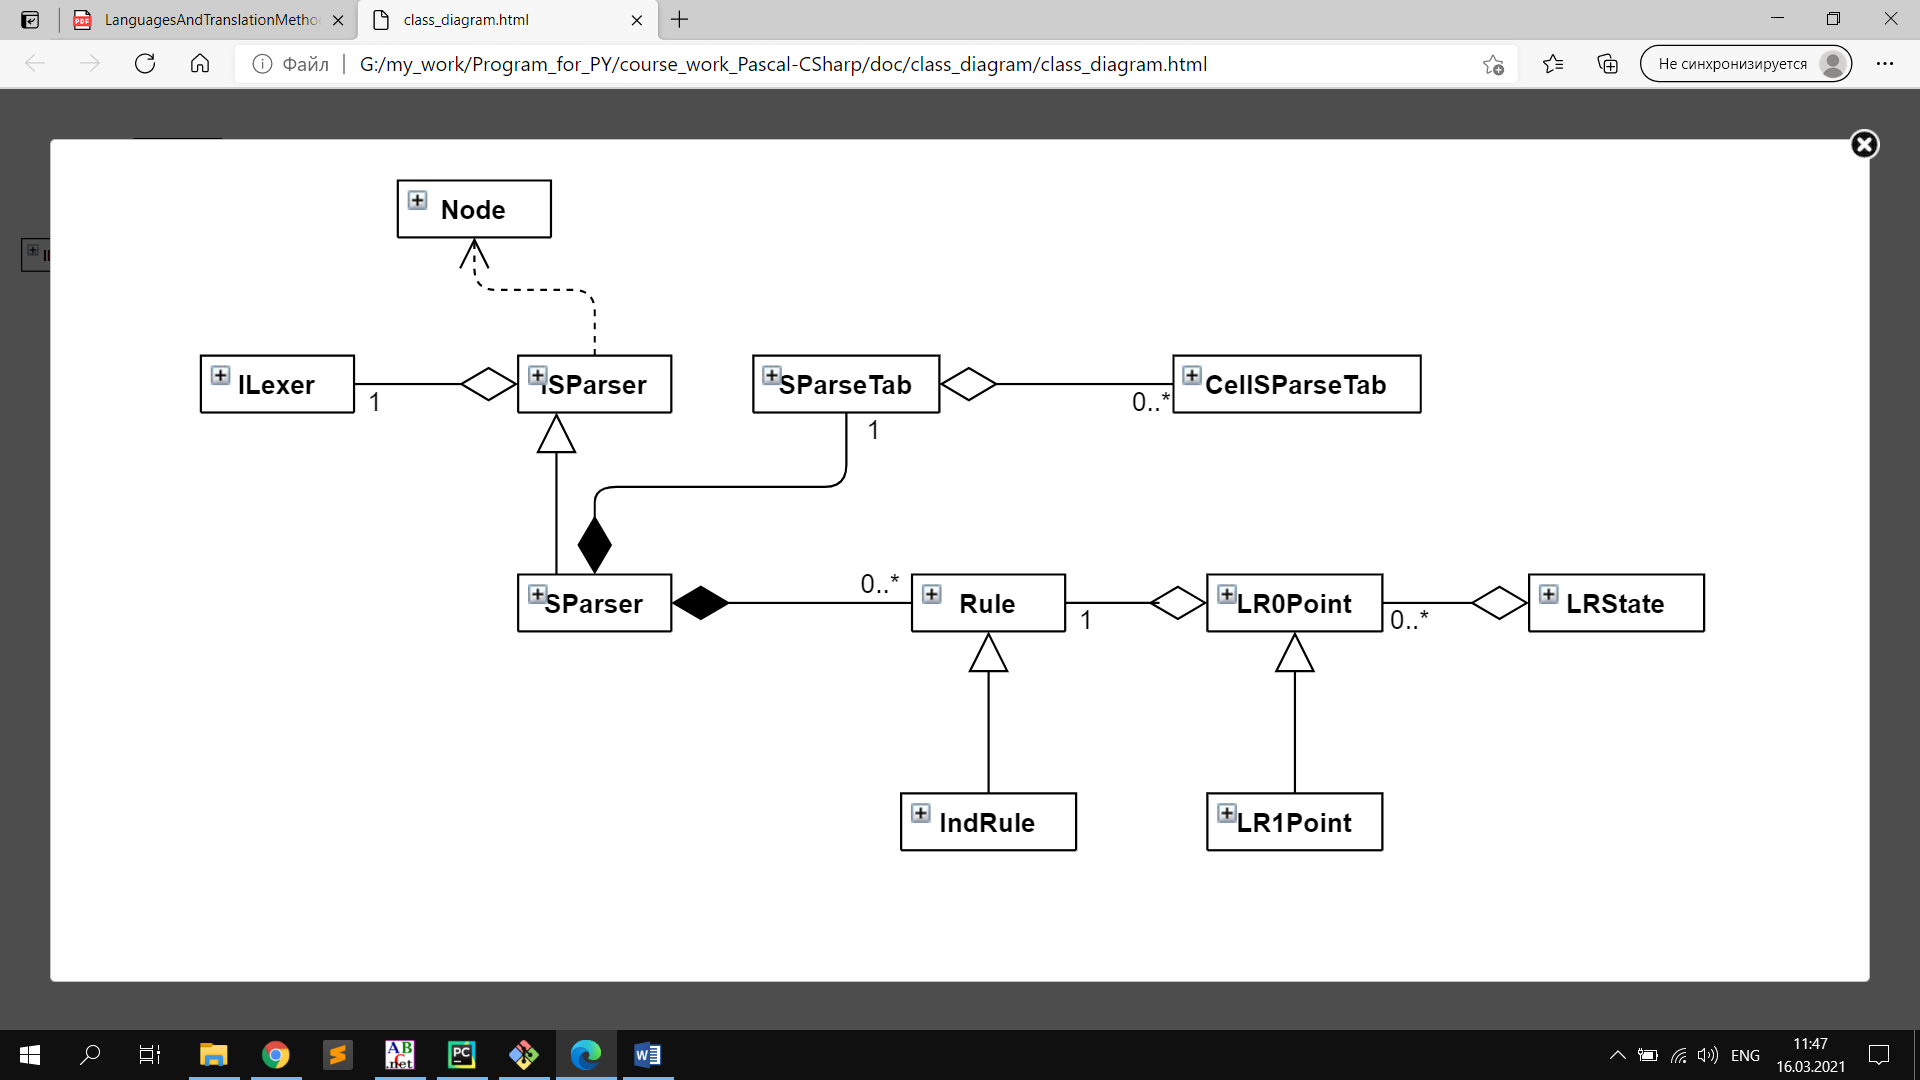 LanguagesAndTranslationMetho
class_diagram.html
Файл
G:/my_work/Program_for_PY/course_work_Pascal-CSharp/doc/class_diagram/class_diagram.html
Не синхронизируется
Node
ILexer
1
ISParser
SParseTab
1
0..*
CellSParseTab
SParser
0..*
Rule
1
LR0Point
0..*
LRState
IndRule
LR1Point
ENG
11:47
16.03.2021